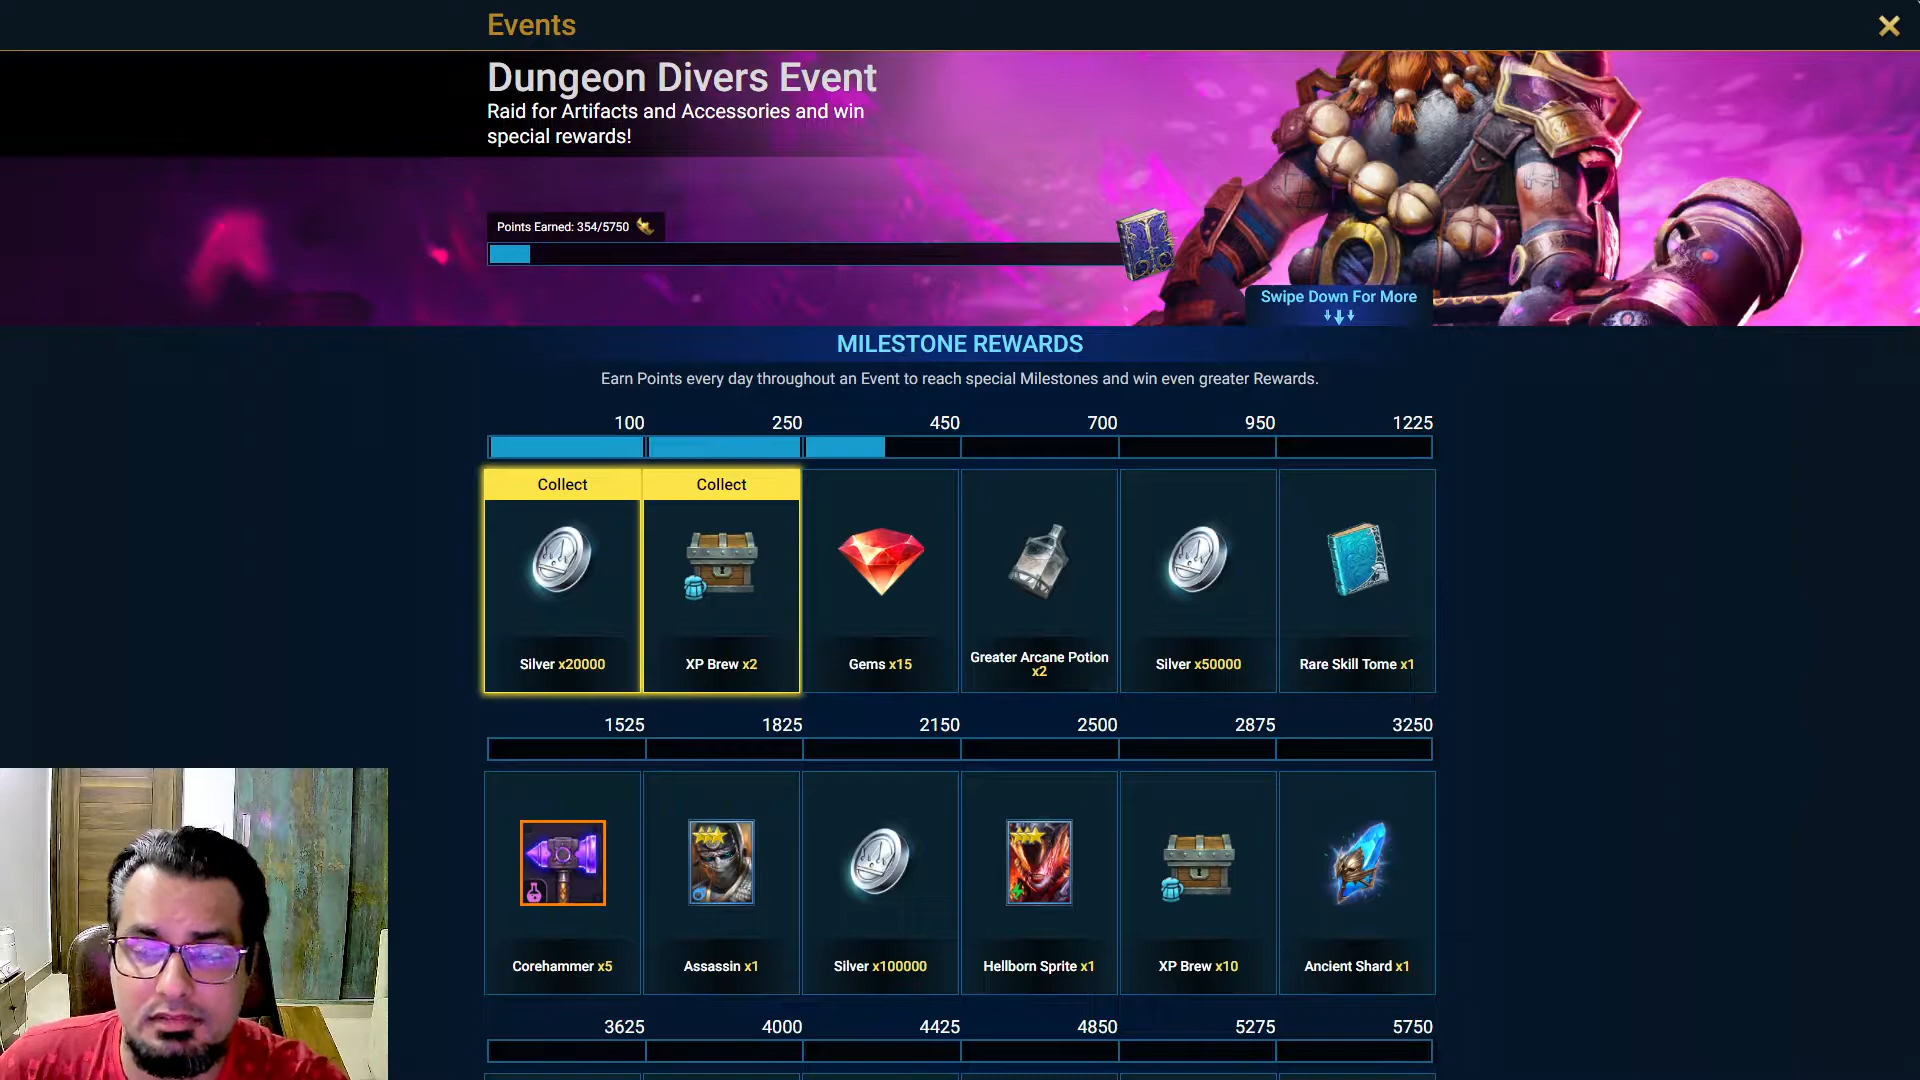 Events
Dungeon Divers Event
Raid for Artifacts and Accessories and win
special rewards!
Points Earned: 354/5750
Swipe Down For More
MILESTONE REWARDS
Earn Points every day throughout an Event to reach special Milestones and win even greater Rewards.
100 250 450 700 950 1225
Collect Collect
Silver x20000 XP Brew x2 Gems x15 Greater Arcane Potion x2 Silver x50000 Rare Skill Tome x1
1525 1825 2150 2500 2875 3250
Corehammer x5 Assassin x1 Silver x100000 Hellborn Sprite x1 XP Brew x10 Ancient Shard x1
3625 4000 4425 4850 5275 5750